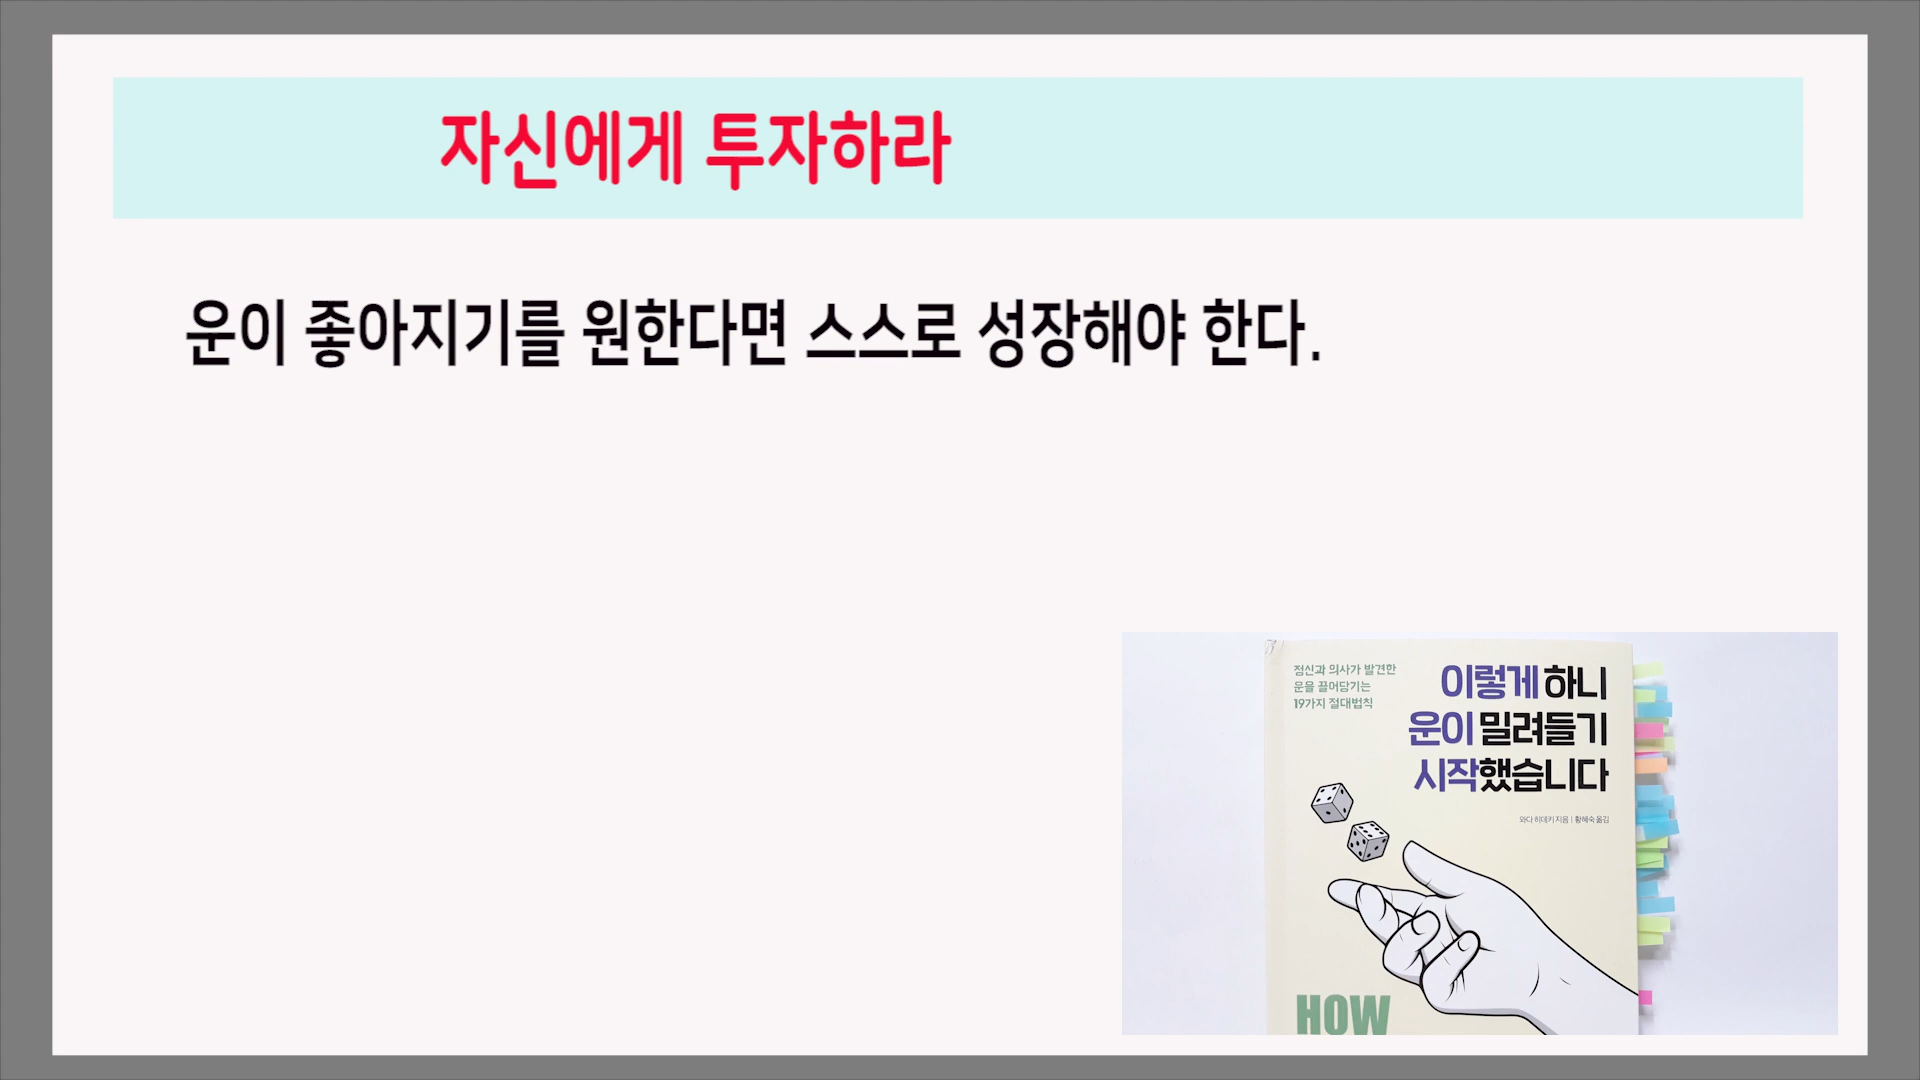 자신에게 투자하라
운이 좋아지기를 원한다면 스스로 성장해야 한다.
정신과 의사가 발견한
운을 끌어담기는
19가지 절대법칙
이렇게 하니
운이 밀려들기
시작했습니다
와다 히데키 지음 | 황혜숙 옮김
HOW